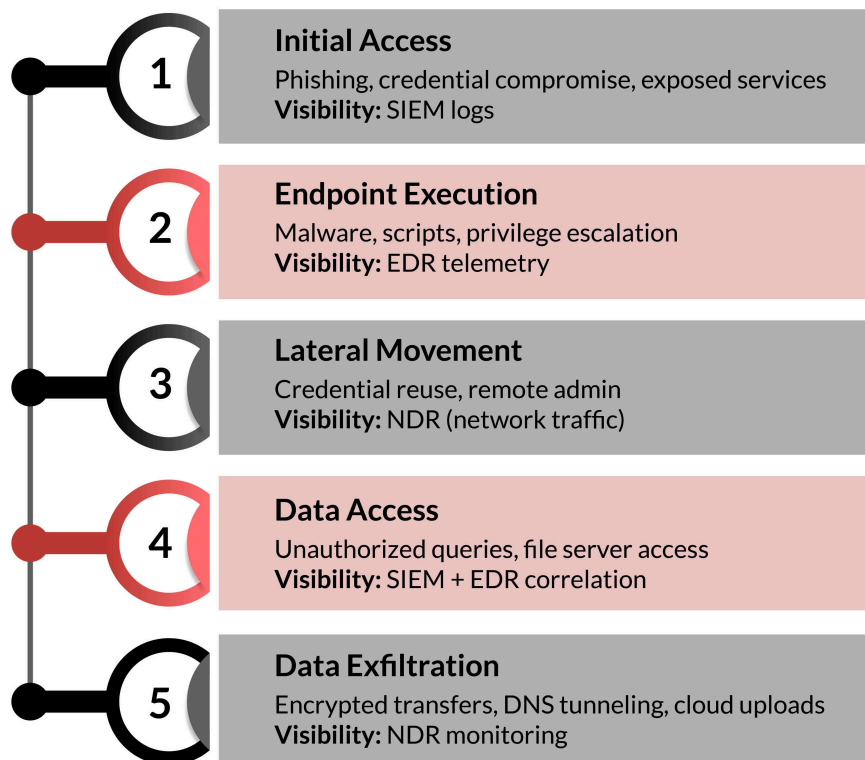 1
Initial Access
Phishing, credential compromise, exposed services
Visibility: SIEM logs
2
Endpoint Execution
Malware, scripts, privilege escalation
Visibility: EDR telemetry
3
Lateral Movement
Credential reuse, remote admin
Visibility: NDR (network traffic)
4
Data Access
Unauthorized queries, file server access
Visibility: SIEM + EDR correlation
5
Data Exfiltration
Encrypted transfers, DNS tunneling, cloud uploads
Visibility: NDR monitoring